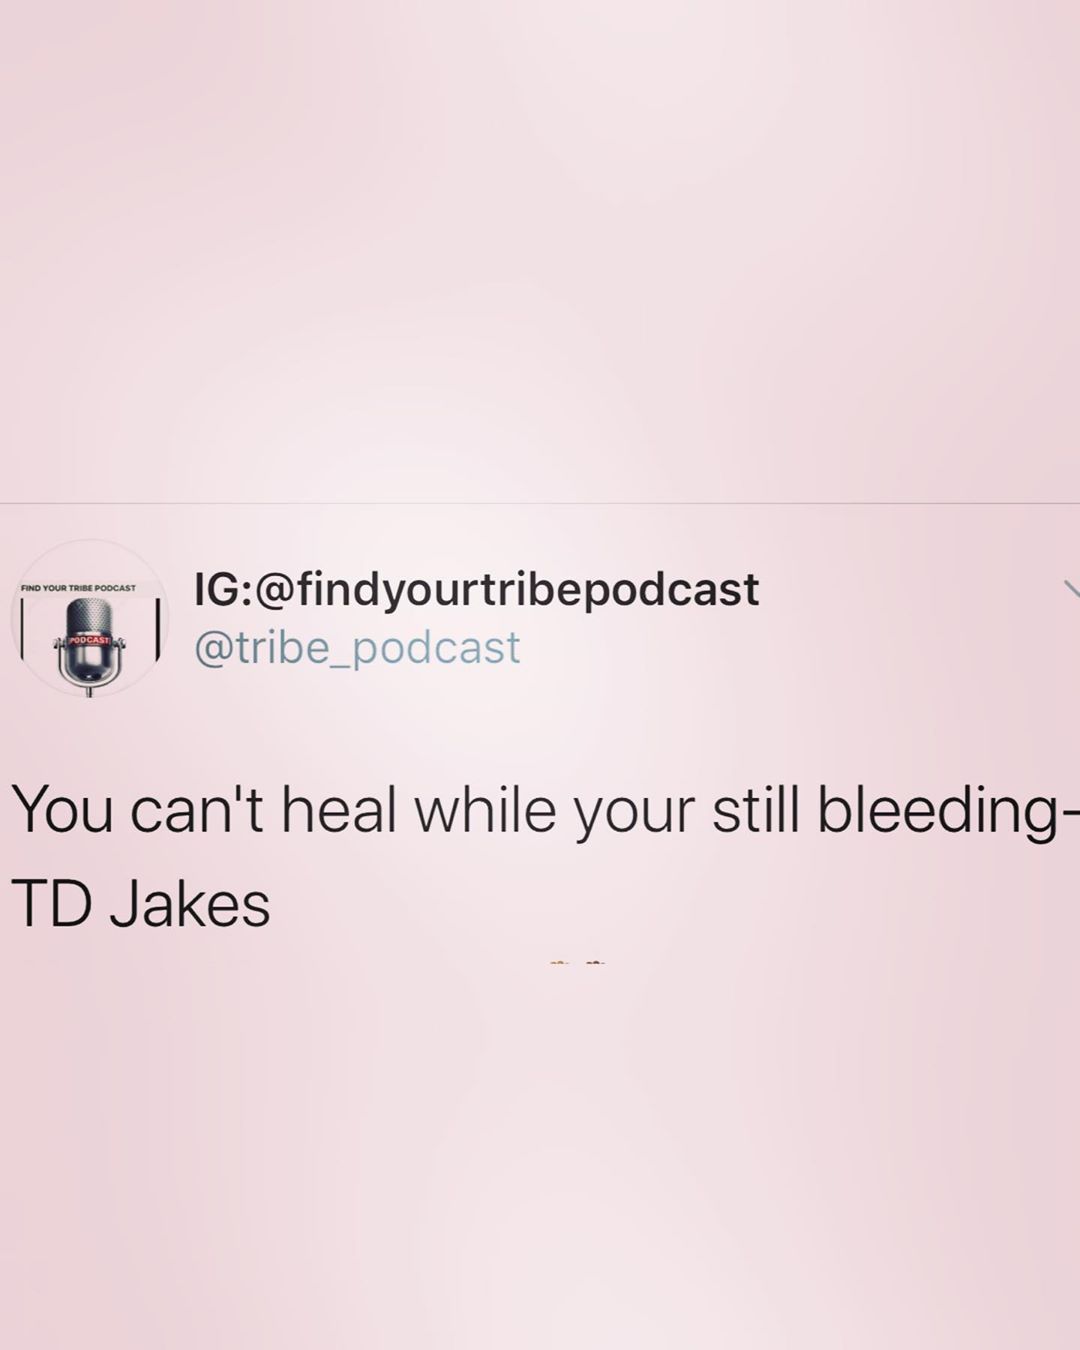 FIND YOUR TRIBE PODCAST
PODCAST
IG:@findyourtribepodcast
@tribe_podcast
You can't heal while your still bleeding-
TD Jakes